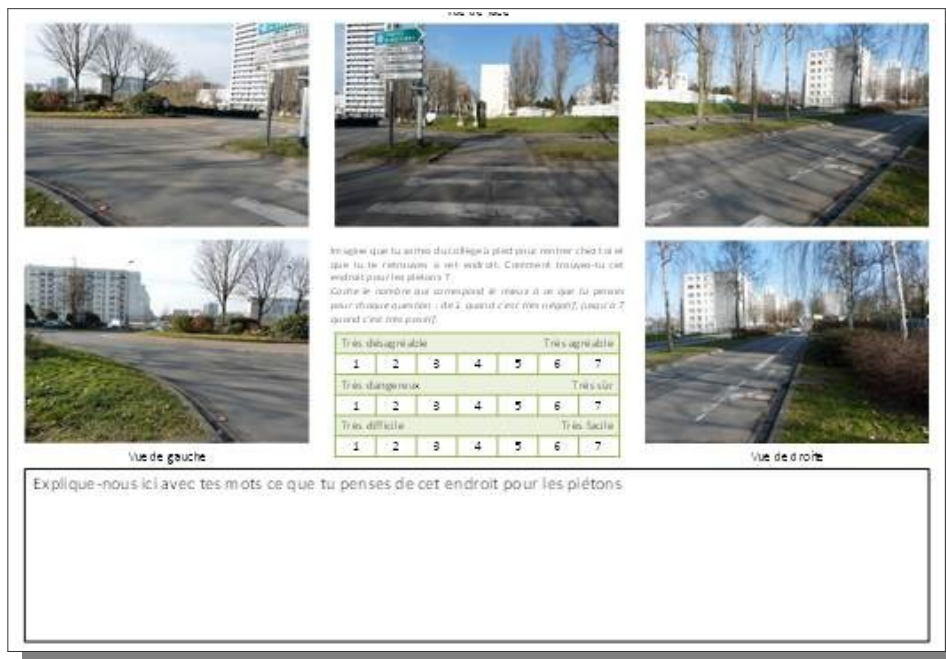 Vue de face
Imagine que tu sortes du collège à pied pour rentrer chez toi et
que tu te retrouves à cet endroit. Comment trouves-tu cet
endroit pour les piétons ?
Coche le nombre qui correspond le mieux à ce que tu penses
pour chaque question : de 1 quand c'est très négatif, jusqu'à 7
quand c'est très positif.
Très désagréable Très agréable
1 2 3 4 5 6 7
Très dangereux Très sûr
1 2 3 4 5 6 7
Très difficile Très facile
1 2 3 4 5 6 7
Vue de gauche Vue de droite
Explique-nous ici avec tes mots ce que tu penses de cet endroit pour les piétons